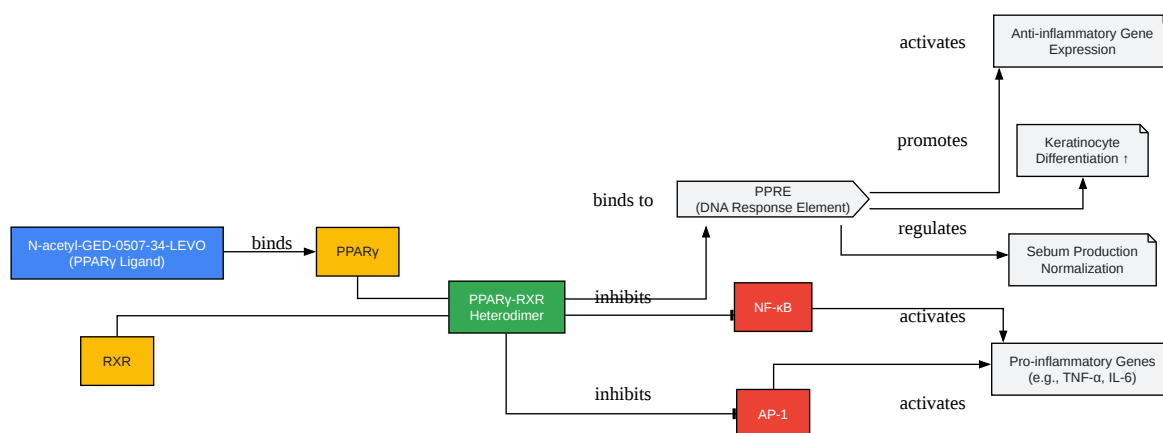 activates
Anti-inflammatory Gene
Expression
promotes
Keratinocyte
Differentiation ↑
binds to
PPRE
(DNA Response Element)
regulates
Sebum Production
Normalization
N-acetyl-GED-0507-34-LEVO
(PPARγ Ligand)
binds
PPARγ
PPARγ-RXR
Heterodimer
inhibits
NF-κB
activates
RXR
Pro-inflammatory Genes
(e.g., TNF-α, IL-6)
inhibits
AP-1
activates